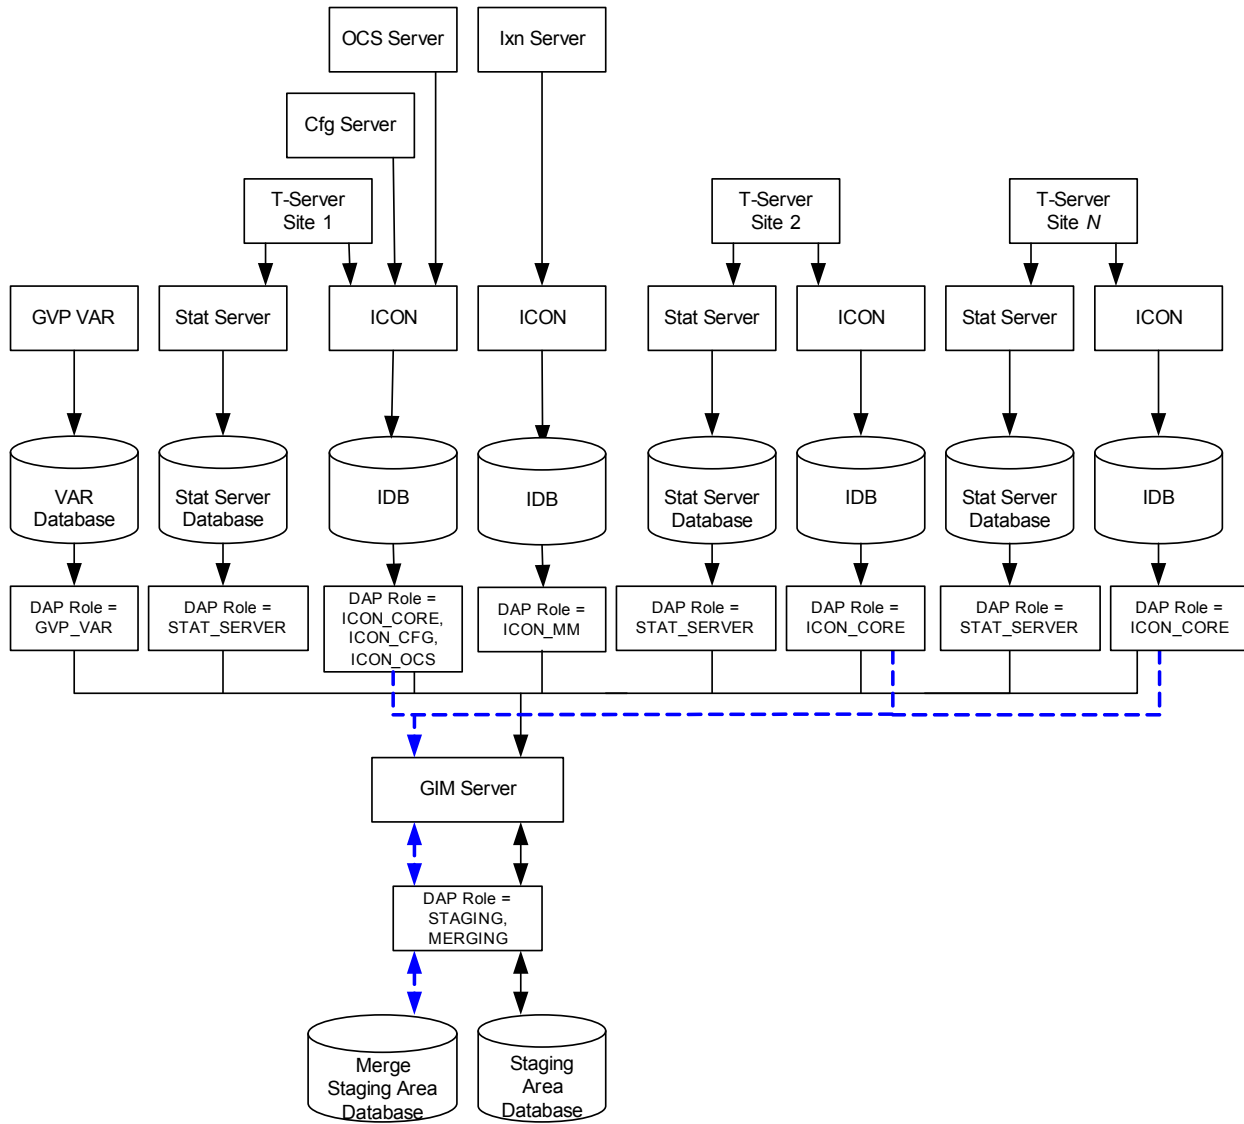 OCS Server
Ixn Server
Cfg Server
T-Server
Site 1
T-Server
Site 2
T-Server
Site N
GVP VAR
Stat Server
ICON
ICON
Stat Server
ICON
Stat Server
ICON
VAR
Database
Stat Server
Database
IDB
IDB
Stat Server
Database
IDB
Stat Server
Database
IDB
DAP Role =
GVP_VAR
DAP Role =
STAT_SERVER
DAP Role =
ICON_CORE,
ICON_CFG,
ICON_OCS
DAP Role =
ICON_MM
DAP Role =
STAT_SERVER
DAP Role =
ICON_CORE
DAP Role =
STAT_SERVER
DAP Role =
ICON_CORE
GIM Server
DAP Role =
STAGING,
MERGING
Merge
Staging Area
Database
Staging
Area
Database